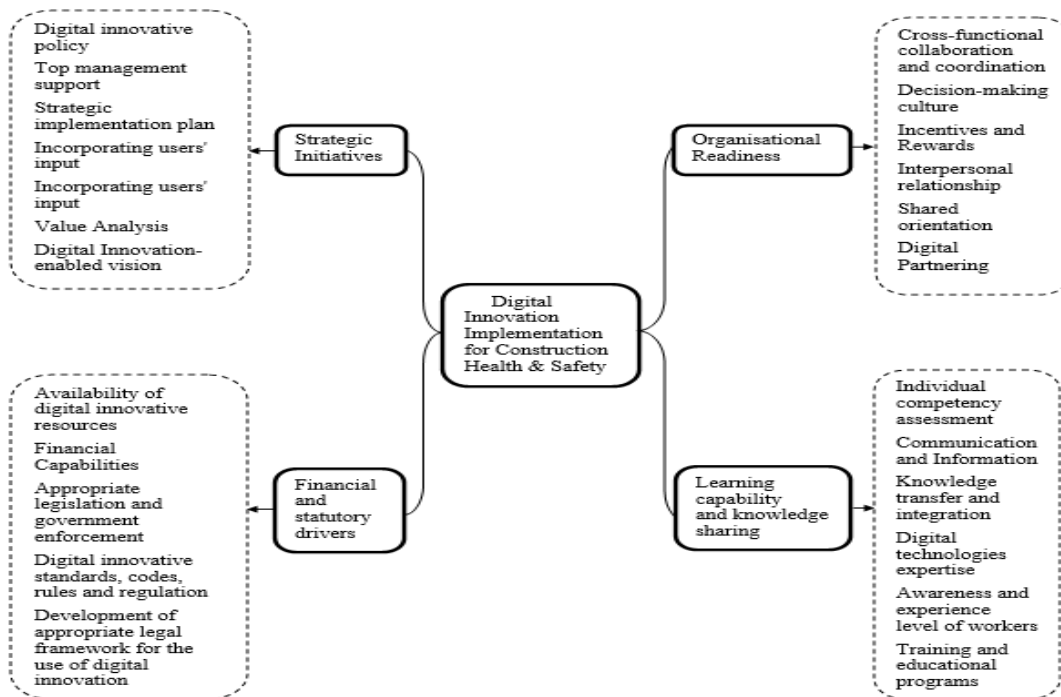 Digital innovative
policy
Top management
support
Strategic
implementation plan
Incorporating users'
input
Incorporating users'
input
Value Analysis
Digital Innovation-
enabled vision
Strategic
Initiatives
Organisational
Readiness
Cross-functional
collaboration
and coordination
Decision-making
culture
Incentives and
Rewards
Interpersonal
relationship
Shared
orientation
Digital
Partnering
Digital
Innovation
Implementation
for Construction
Health & Safety
Availability of
digital innovative
resources
Financial
Capabilities
Appropriate
legislation and
government
enforcement
Digital innovative
standards, codes,
rules and regulation
Development of
appropriate legal
framework for the
use of digital
innovation
Financial
and
statutory
drivers
Learning
capability
and knowledge
sharing
Individual
competency
assessment
Communication
and Information
Knowledge
transfer and
integration
Digital
technologies
expertise
Awareness and
experience
level of workers
Training and
educational
programs